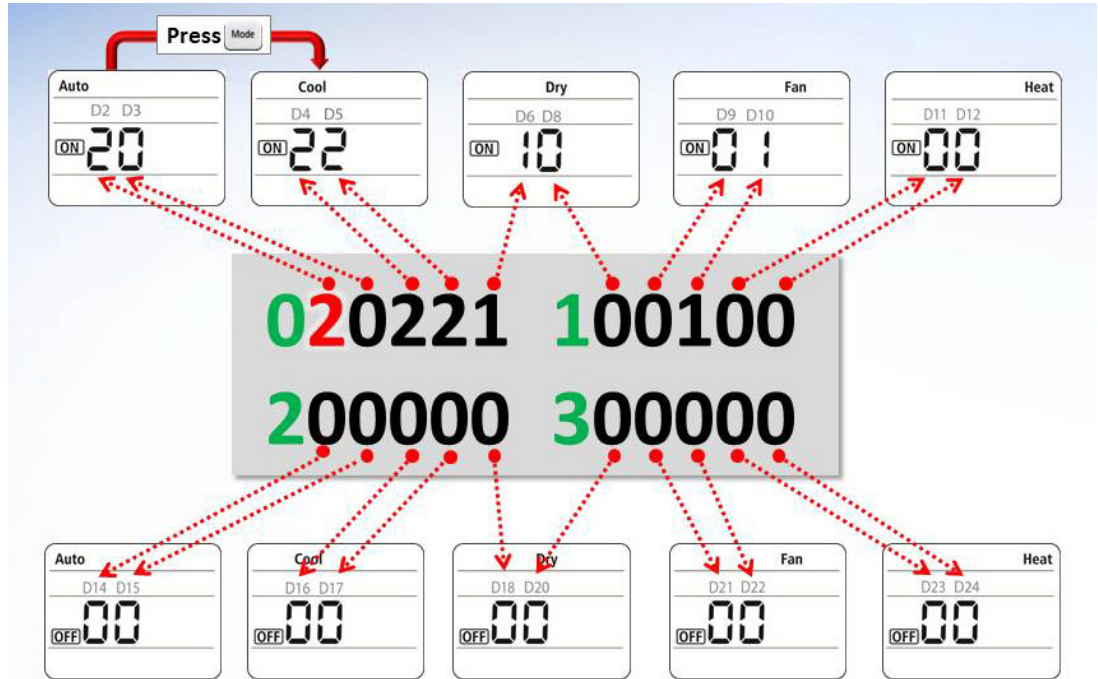 Press Mode
Auto Cool Dry Fan Heat
D2 D3 D4 D5 D6 D8 D9 D10 D11 D12
ON 20 ON 22 ON 10 ON 01 ON 00
020221 100100
200000 300000
Auto Cool Dry Fan Heat
D14 D15 D16 D17 D18 D20 D21 D22 D23 D24
OFF 00 OFF 00 OFF 00 OFF 00 OFF 00